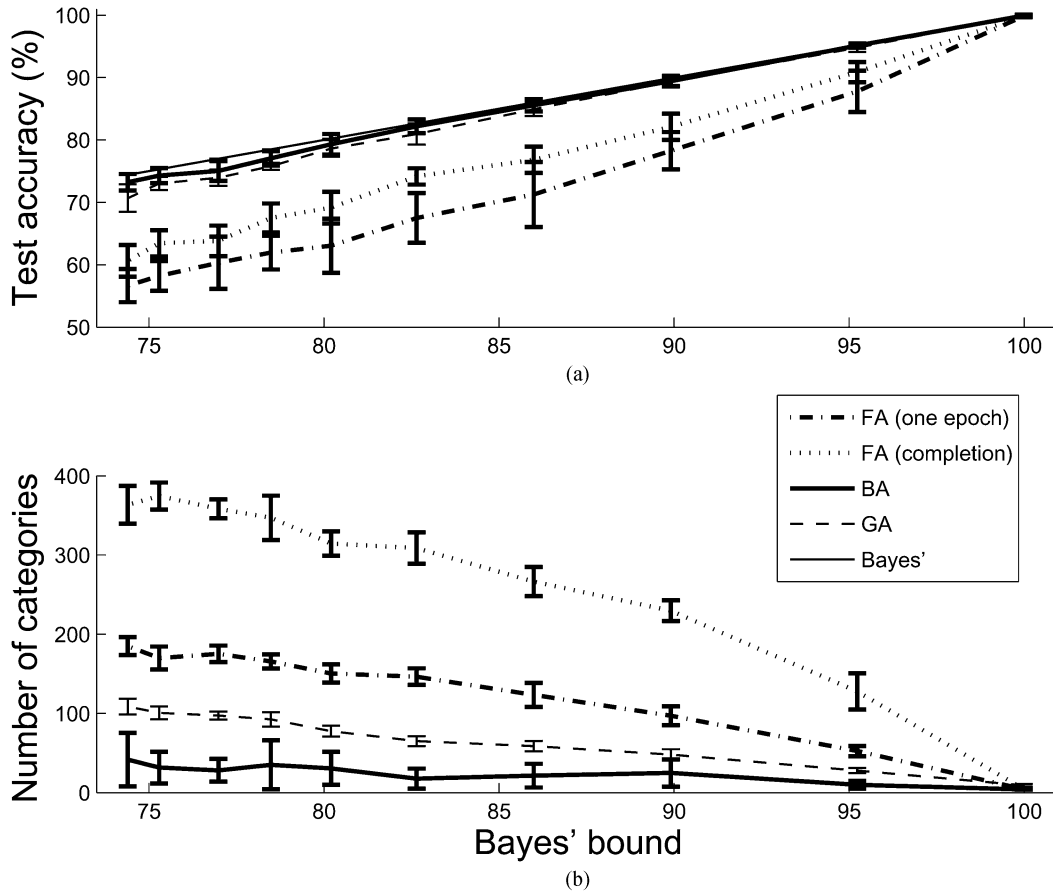 Test accuracy (%)
100
90
80
70
60
50
75 80 85 90 95 100
(a)
FA (one epoch)
FA (completion)
BA
GA
Bayes'
Number of categories
400
300
200
100
0
75 80 85 90 95 100
Bayes' bound
(b)